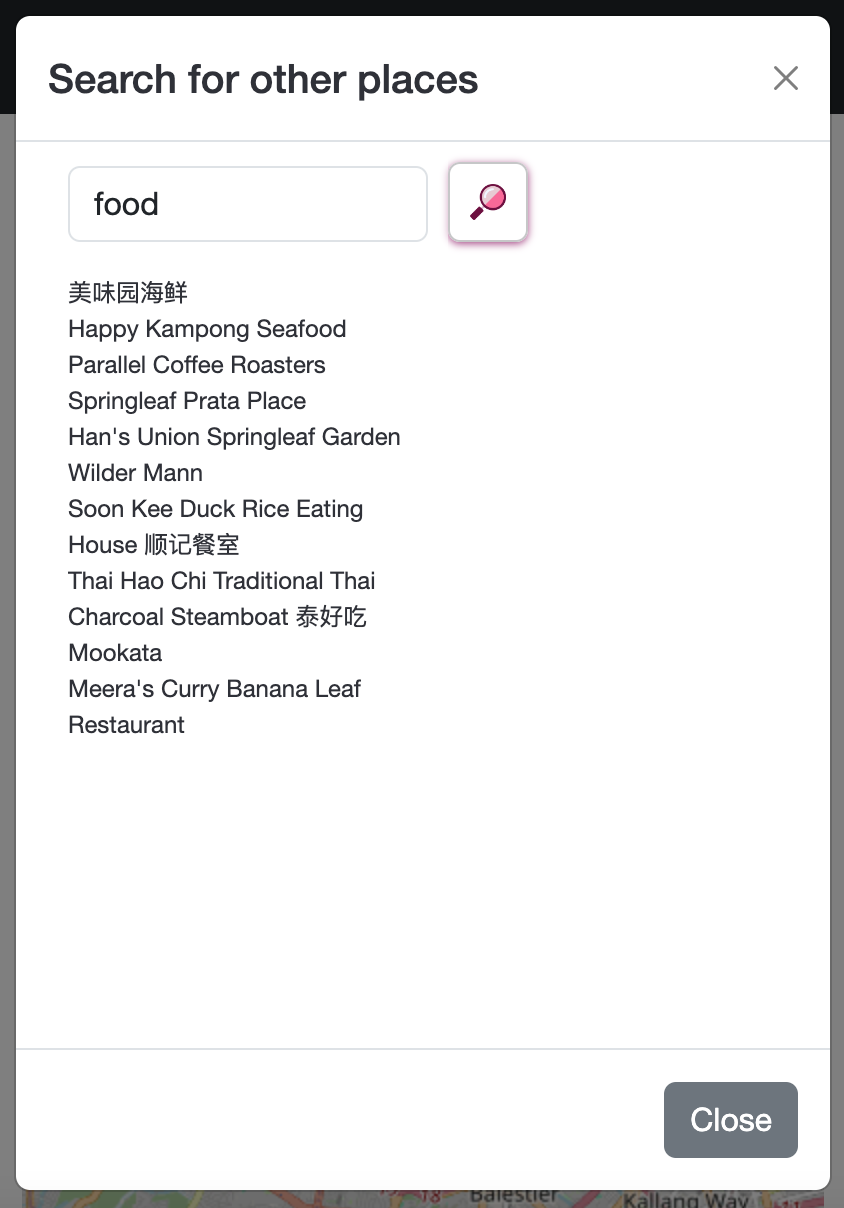 Search for other places
food
美味园海鲜
Happy Kampong Seafood
Parallel Coffee Roasters
Springleaf Prata Place
Han's Union Springleaf Garden
Wilder Mann
Soon Kee Duck Rice Eating
House 顺记餐室
Thai Hao Chi Traditional Thai
Charcoal Steamboat 泰好吃
Mookata
Meera's Curry Banana Leaf
Restaurant
Close
Balestier
Kallang Way